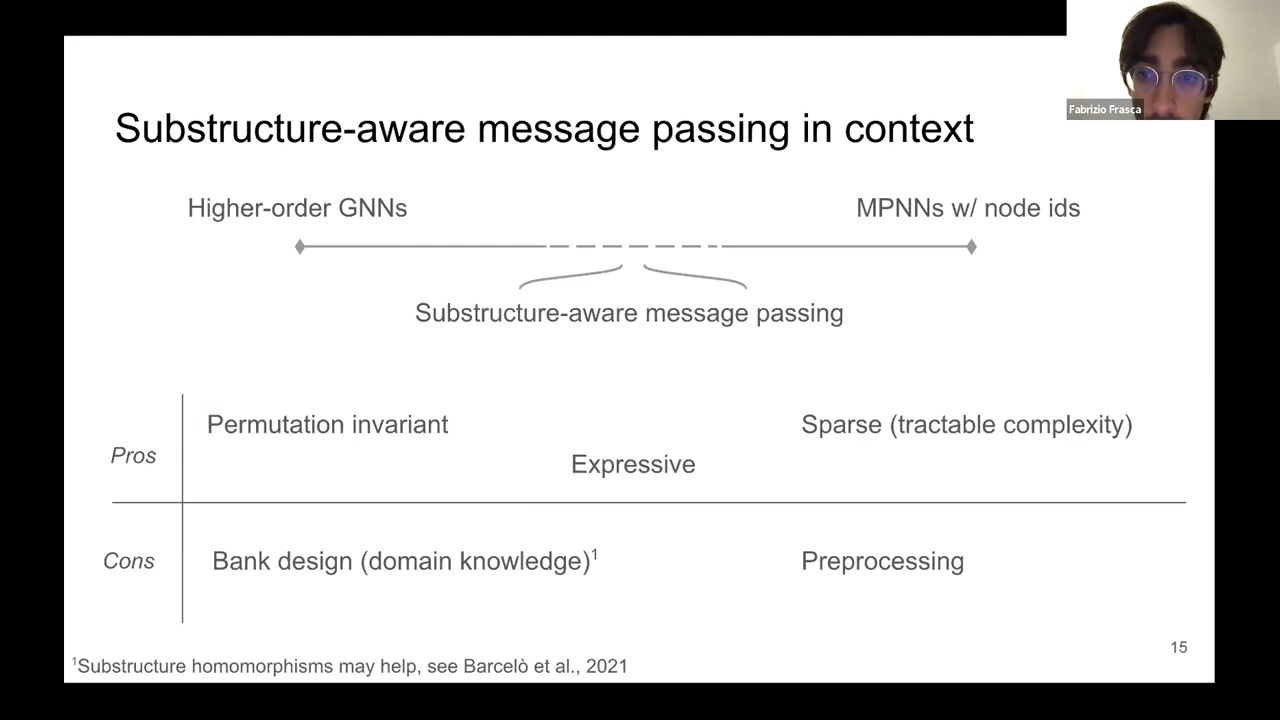 Fabrizio Frasca
Substructure-aware message passing in context
Higher-order GNNs
MPNNs w/ node ids
Substructure-aware message passing
Pros
Permutation invariant
Sparse (tractable complexity)
Expressive
Cons
Bank design (domain knowledge)¹
Preprocessing
15
¹Substructure homomorphisms may help, see Barcelò et al., 2021